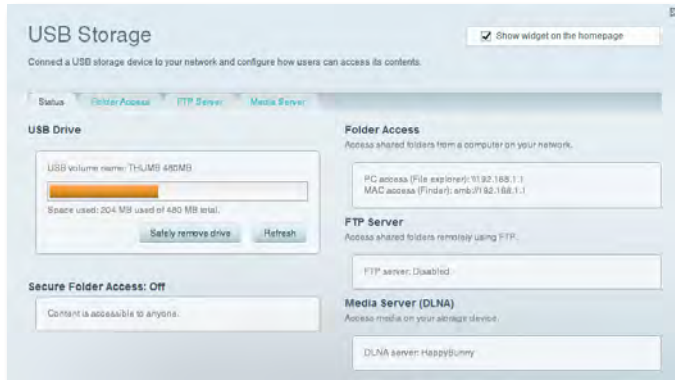 USB Storage
Show widget on the homepage
Connect a USB storage device to your network and configure how users can access its contents.
Status
Folder Access
FTP Server
Media Server
USB Drive
USB volume name: THUMB 480MB
Space used: 204 MB used of 480 MB total.
Safely remove drive
Refresh
Secure Folder Access: Off
Content is accessible to anyone.
Folder Access
Access shared folders from a computer on your network.
PC access (File explorer): \\192.168.1.1
MAC access (Finder): smb://192.168.1.1
FTP Server
Access shared folders remotely using FTP.
FTP server: Disabled
Media Server (DLNA)
Access media on your storage device.
DLNA server: HappyBunny